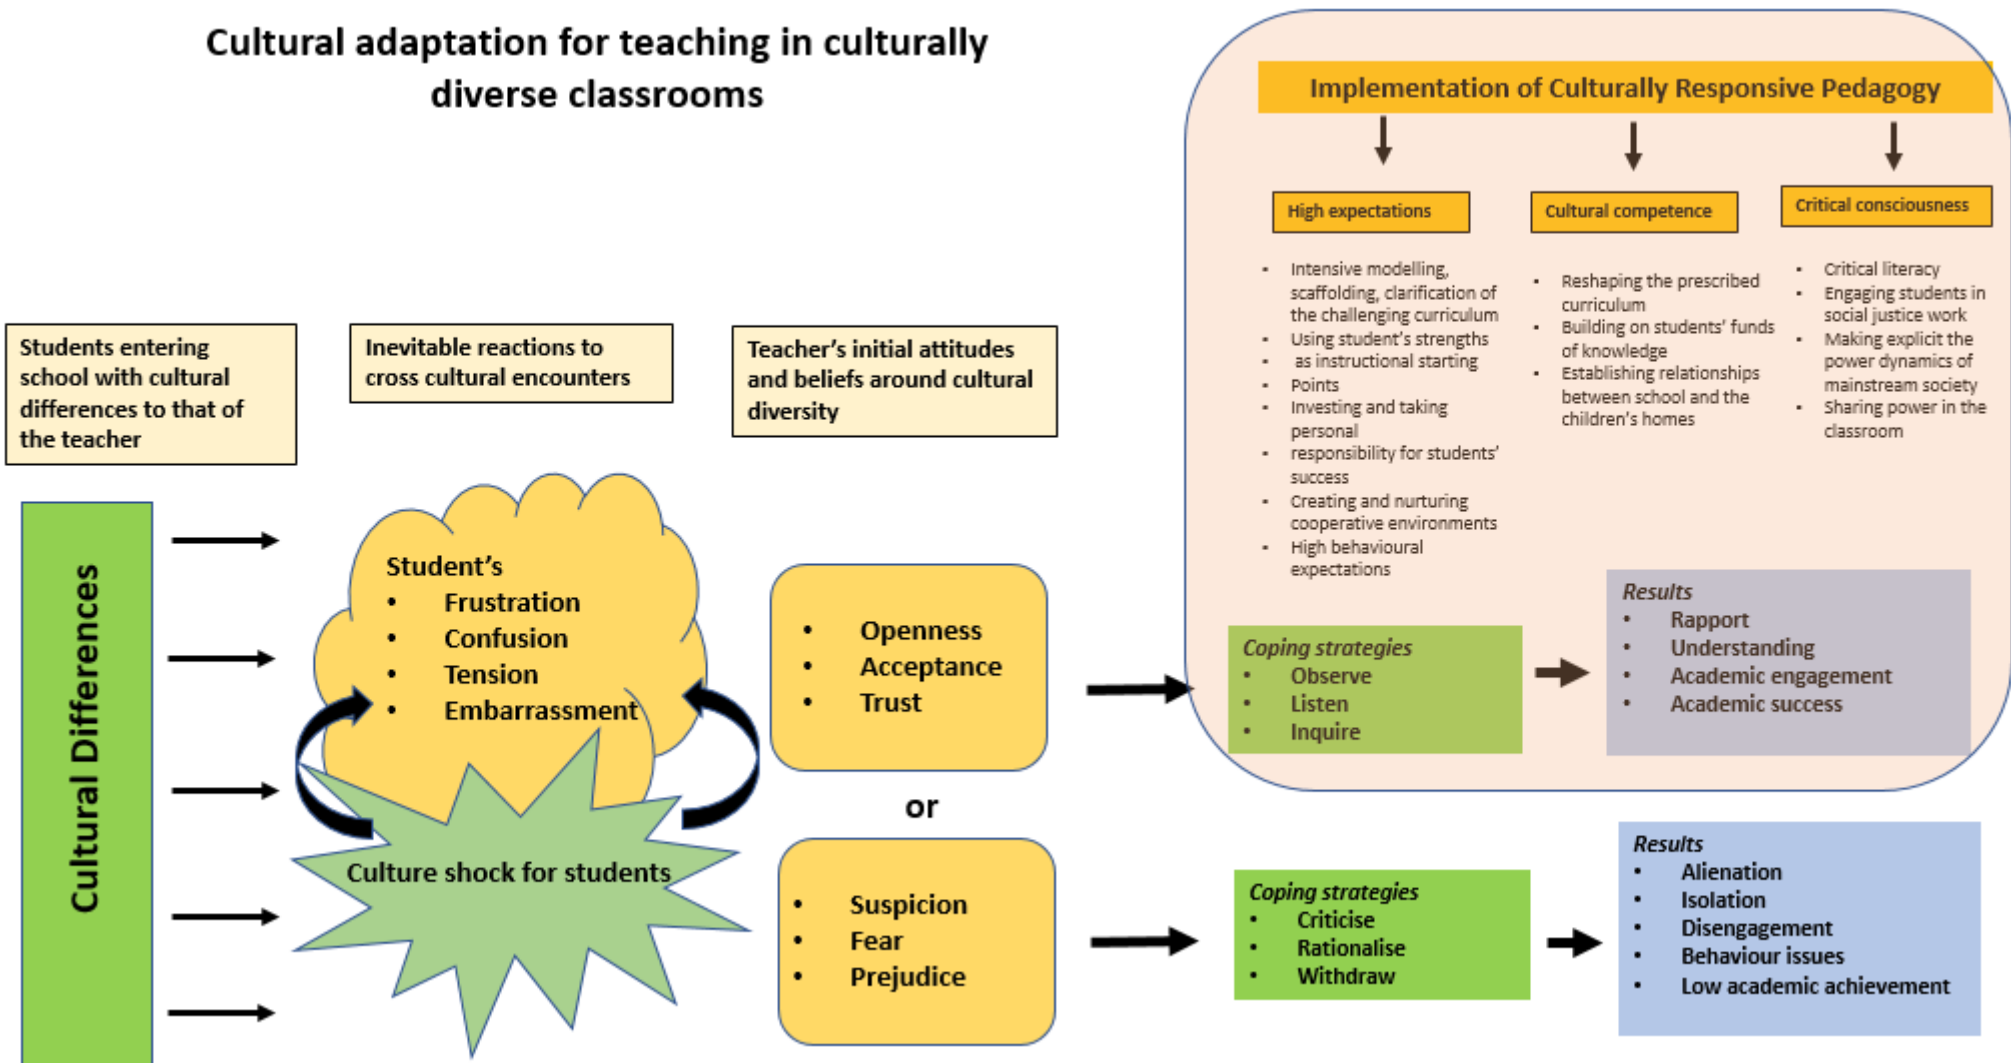 Cultural adaptation for teaching in culturally
diverse classrooms
Students entering
school with cultural
differences to that of
the teacher
Cultural Differences
Inevitable reactions to
cross cultural encounters
Student's
• Frustration
• Confusion
• Tension
• Embarrassment
Culture shock for students
Teacher's initial attitudes
and beliefs around cultural
diversity
• Openness
• Acceptance
• Trust
or
• Suspicion
• Fear
• Prejudice
Implementation of Culturally Responsive Pedagogy
High expectations
▪ Intensive modelling,
scaffolding, clarification of
the challenging curriculum
▪ Using student's strengths
▪ as instructional starting
▪ Points
▪ Investing and taking
personal
▪ responsibility for students'
success
▪ Creating and nurturing
cooperative environments
▪ High behavioural
expectations
Cultural competence
▪ Reshaping the prescribed
curriculum
▪ Building on students' funds
of knowledge
▪ Establishing relationships
between school and the
children's homes
Critical consciousness
▪ Critical literacy
▪ Engaging students in
social justice work
▪ Making explicit the
power dynamics of
mainstream society
▪ Sharing power in the
classroom
Coping strategies
• Observe
• Listen
• Inquire
Results
• Rapport
• Understanding
• Academic engagement
• Academic success
Coping strategies
• Criticise
• Rationalise
• Withdraw
Results
• Alienation
• Isolation
• Disengagement
• Behaviour issues
• Low academic achievement